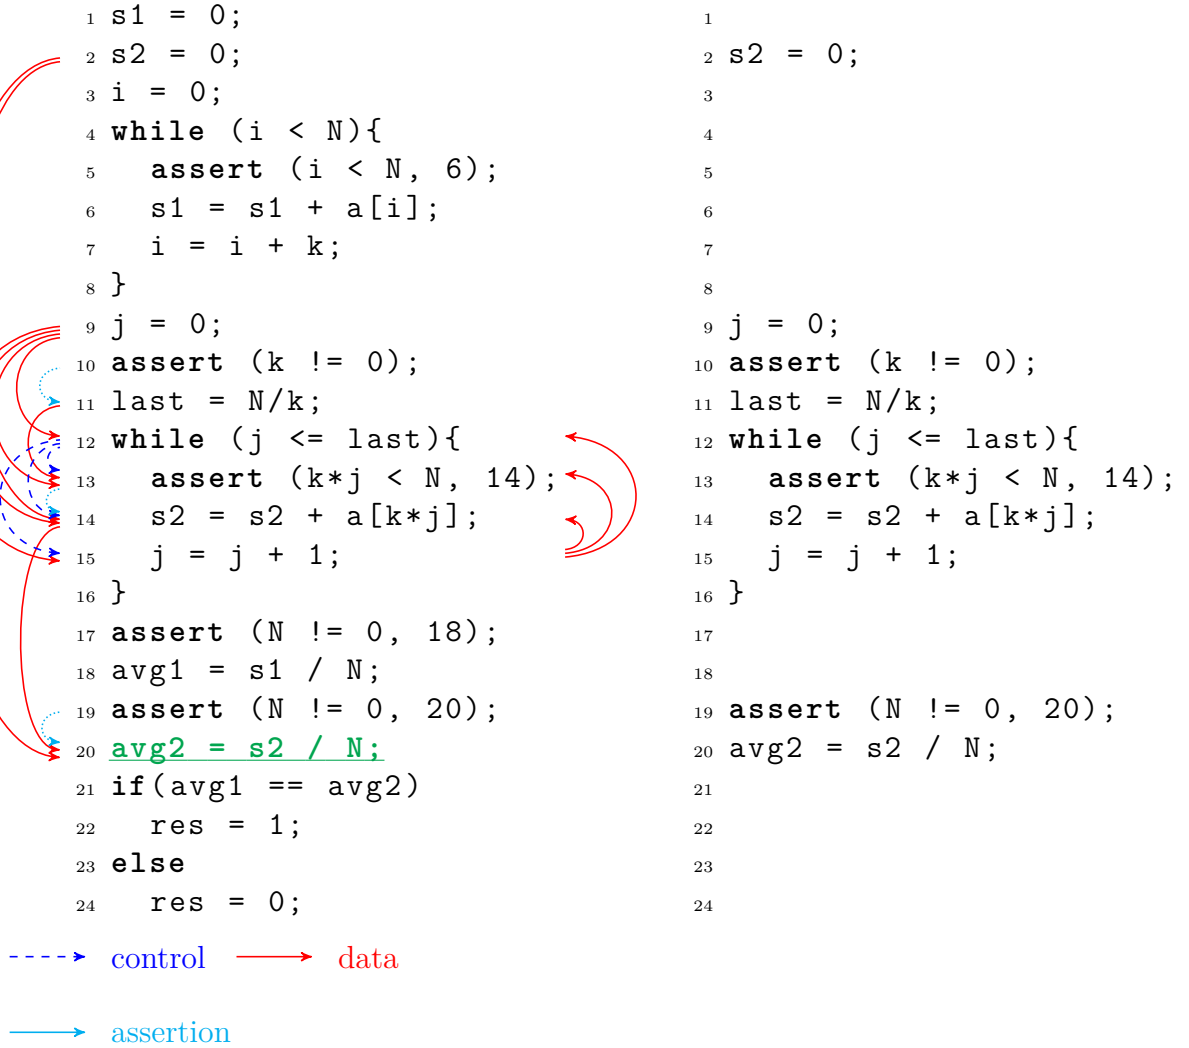 1 s1 = 0;
2 s2 = 0;
3 i = 0;
4 while (i < N){
5   assert (i < N, 6);
6   s1 = s1 + a[i];
7   i = i + k;
8 }
9 j = 0;
10 assert (k != 0);
11 last = N/k;
12 while (j <= last){
13   assert (k*j < N, 14);
14   s2 = s2 + a[k*j];
15   j = j + 1;
16 }
17 assert (N != 0, 18);
18 avg1 = s1 / N;
19 assert (N != 0, 20);
20 avg2 = s2 / N;
21 if(avg1 == avg2)
22   res = 1;
23 else
24   res = 0;
control data
assertion
1
2 s2 = 0;
3
4
5
6
7
8
9 j = 0;
10 assert (k != 0);
11 last = N/k;
12 while (j <= last){
13   assert (k*j < N, 14);
14   s2 = s2 + a[k*j];
15   j = j + 1;
16 }
17
18
19 assert (N != 0, 20);
20 avg2 = s2 / N;
21
22
23
24